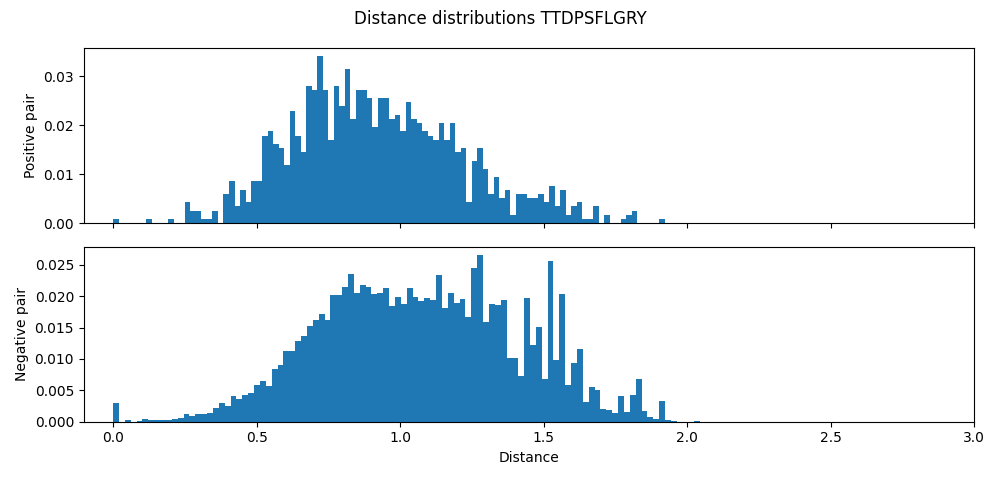 Distance distributions TTDPSFLGRY
Positive pair
0.03
0.02
0.01
0.00
Negative pair
0.025
0.020
0.015
0.010
0.005
0.000
0.0 0.5 1.0 1.5 2.0 2.5 3.0
Distance